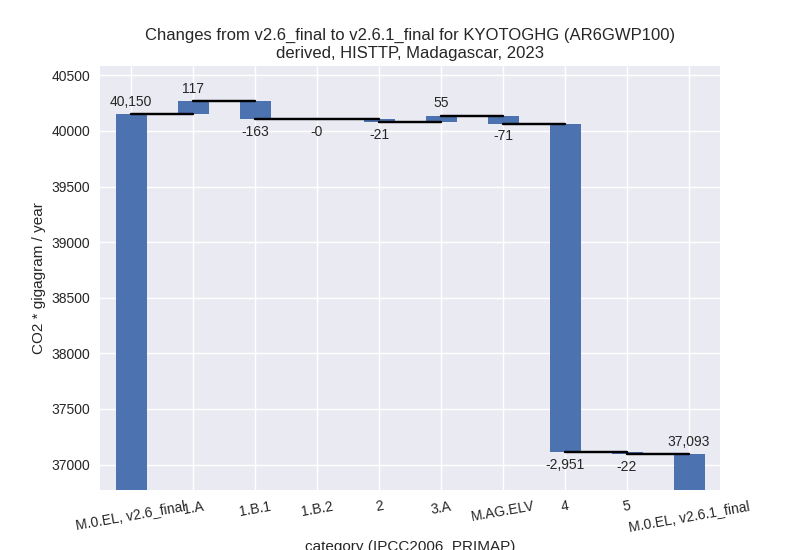 Changes from v2.6_final to v2.6.1_final for KYOTOGHG (AR6GWP100)
derived, HISTTP, Madagascar, 2023
CO2 * gigagram / year
40500
40000
39500
39000
38500
38000
37500
37000
40,150
117
-163
-0
-21
55
-71
-2,951
-22
37,093
M.0.EL, v2.6_final
1.A
1.B.1
1.B.2
2
3.A
M.AG.ELV
4
5
M.0.EL, v2.6.1_final
category (IPCC2006_PRIMAP)